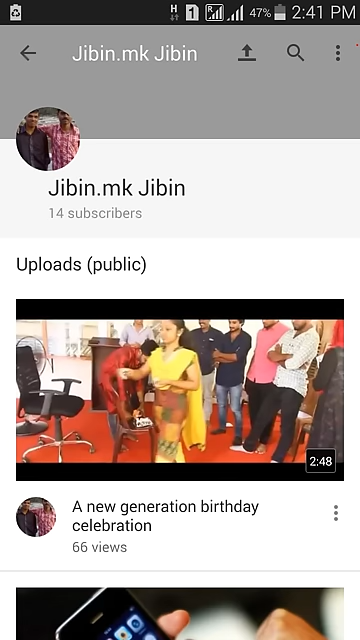 H R 47% 2:41 PM
1
Jibin.mk Jibin
Jibin.mk Jibin
14 subscribers
Uploads (public)
2:48
A new generation birthday
celebration
66 views